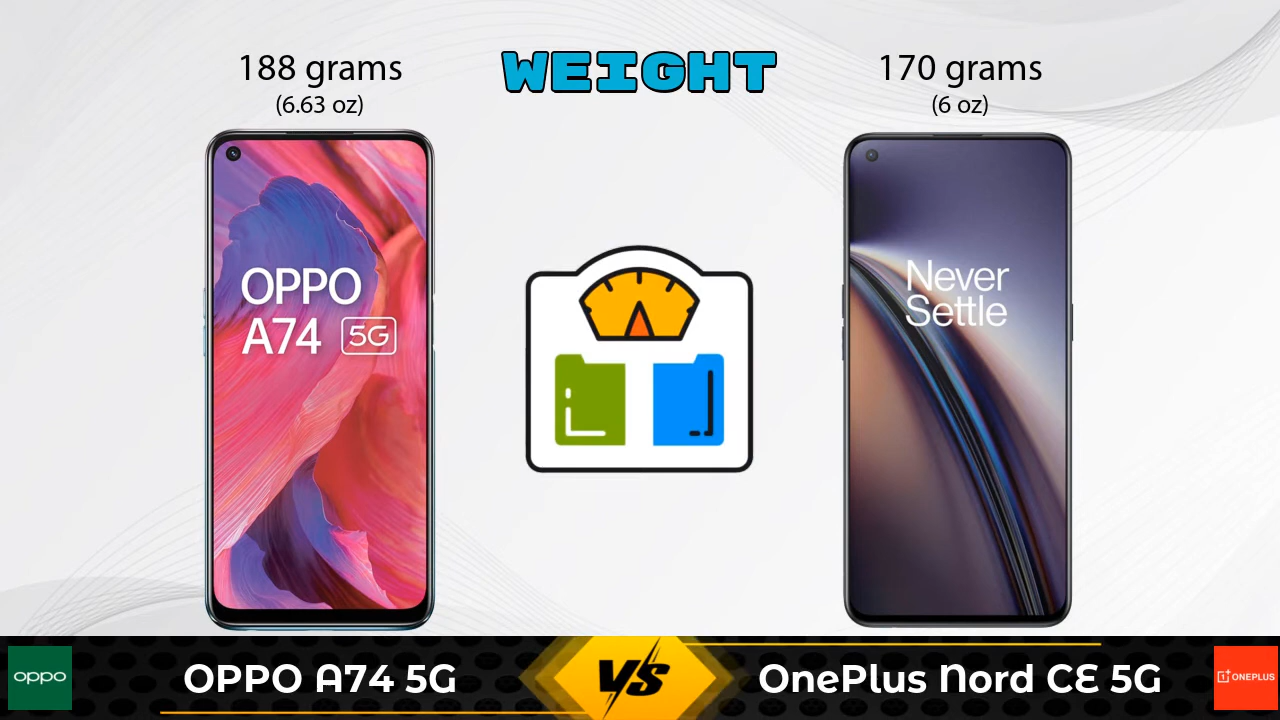 188 grams
(6.63 oz)
WEIGHT
170 grams
(6 oz)
OPPO
A74 5G
Never
Settle
oppo
OPPO A74 5G
VS
OnePlus Nord CE 5G
1+ ONEPLUS